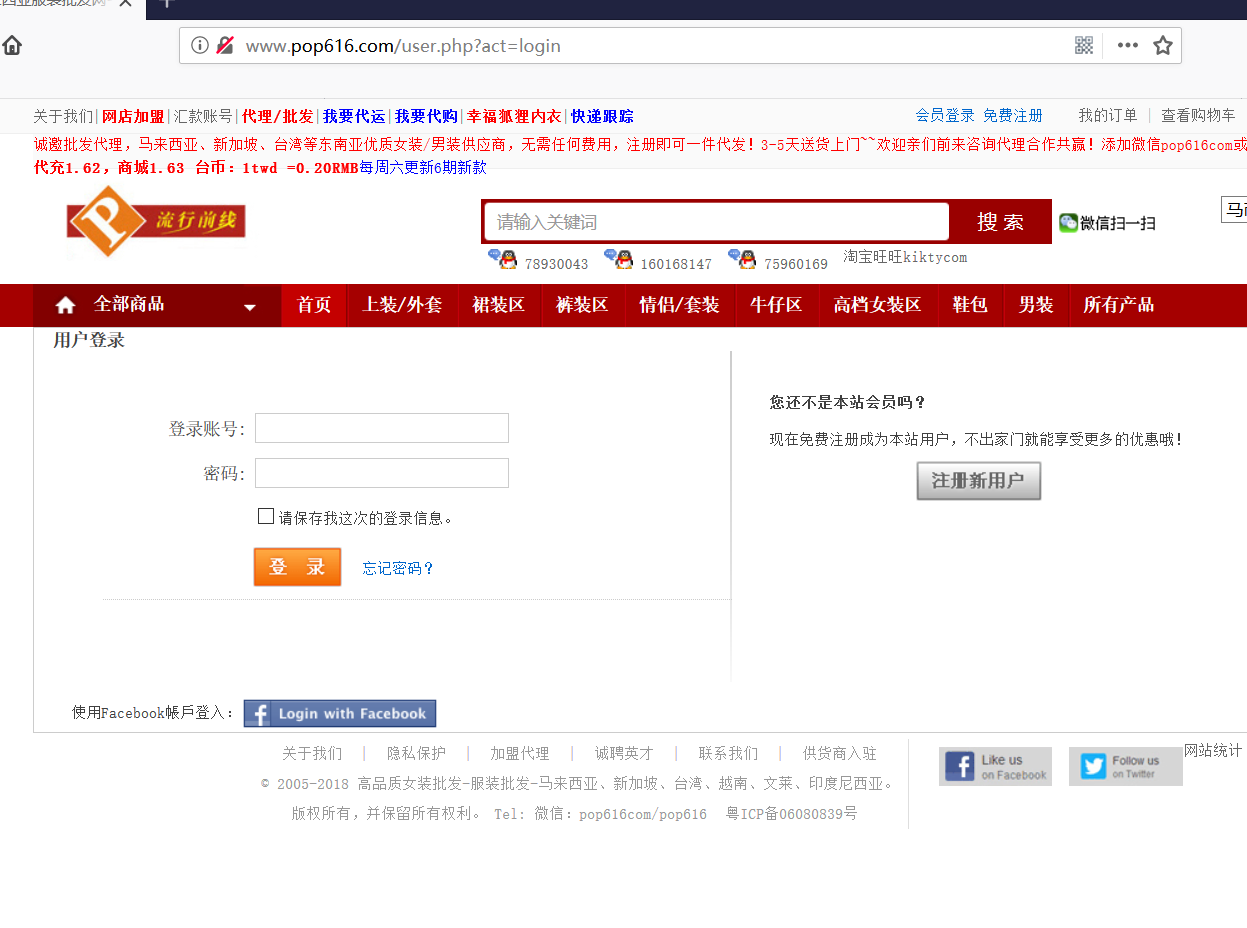 西亚服装批发网
www.pop616.com/user.php?act=login
关于我们| 网店加盟 |汇款账号| 代理/批发| 我要代运| 我要代购| 幸福狐狸内衣| 快递跟踪
会员登录 免费注册 我的订单 | 查看购物车
诚邀批发代理，马来西亚、新加坡、台湾等东南亚优质女装/男装供应商，无需任何费用，注册即可一件代发！3-5天送货上门~~欢迎亲们前来咨询代理合作共赢！添加微信pop616com或
代充1.62，商城1.63 台币：1twd =0.20RMB每周六更新6期新款
流行前线
请输入关键词
搜 索
微信扫一扫
78930043 160168147 75960169 淘宝旺旺kiktycom
全部商品 首页 上装/外套 裙装区 裤装区 情侣/套装 牛仔区 高档女装区 鞋包 男装 所有产品
用户登录
登录账号:
密码:
请保存我这次的登录信息。
登 录
忘记密码？
您还不是本站会员吗？
现在免费注册成为本站用户，不出家门就能享受更多的优惠哦！
注册新用户
使用Facebook帳戶登入：
Login with Facebook
关于我们 | 隐私保护 | 加盟代理 | 诚聘英才 | 联系我们 | 供货商入驻
© 2005-2018 高品质女装批发-服装批发-马来西亚、新加坡、台湾、越南、文莱、印度尼西亚。
版权所有，并保留所有权利。 Tel: 微信：pop616com/pop616 粤ICP备06080839号
Like us
on Facebook
Follow us
on Twitter
网站统计